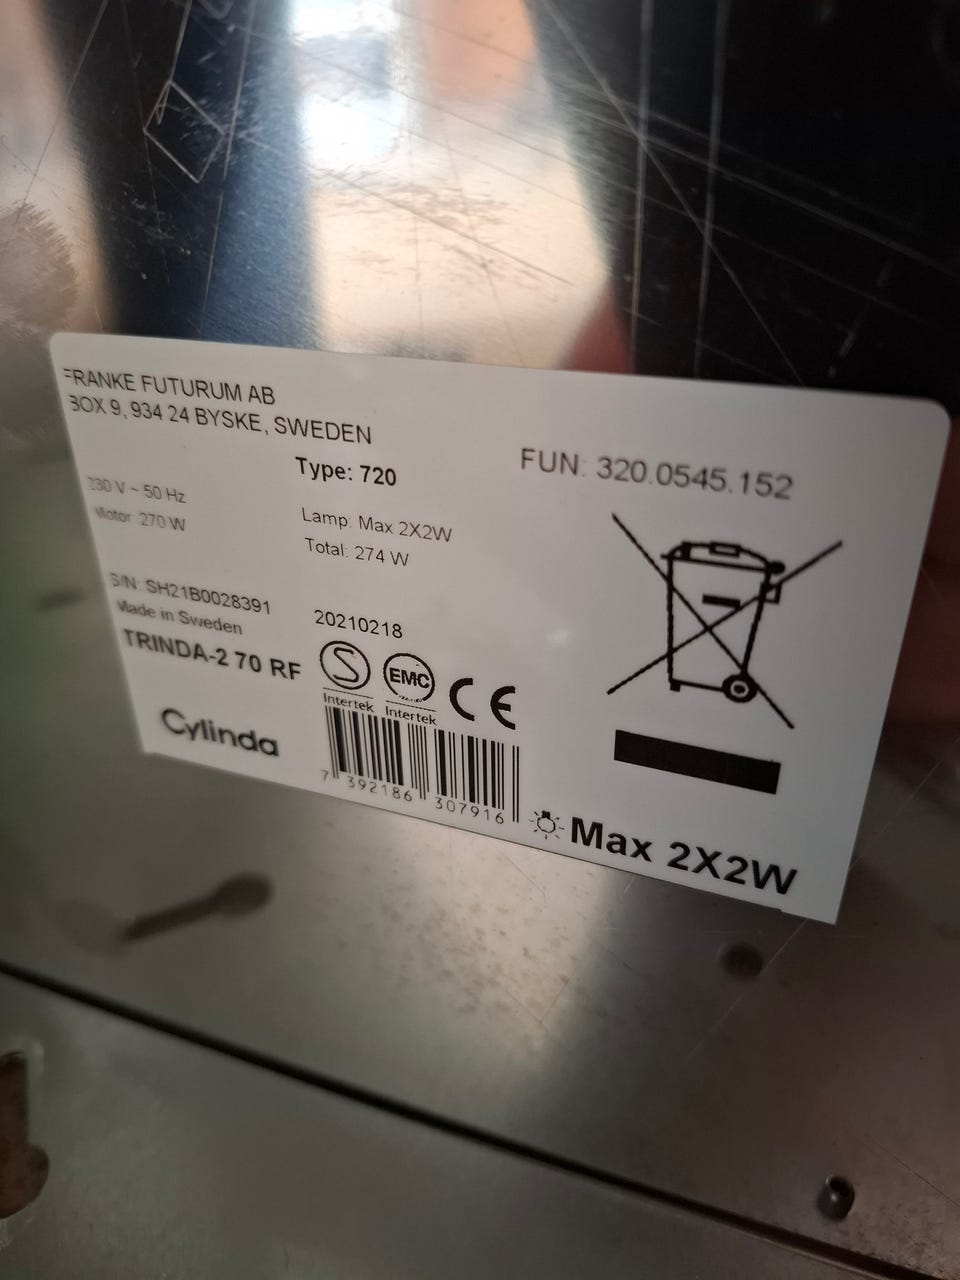 FRANKE FUTURUM AB
BOX 9, 934 24 BYSKE, SWEDEN
Type: 720
FUN: 320.0545.152
230 V ~ 50 Hz
Motor: 270 W
Lamp: Max 2X2W
Total: 274 W
S/N: SH21B0028391
Made in Sweden
20210218
TRINDA-2 70 RF
S
Intertek
EMC
Intertek
CE
Cylinda
7 392186 307916
Max 2X2W